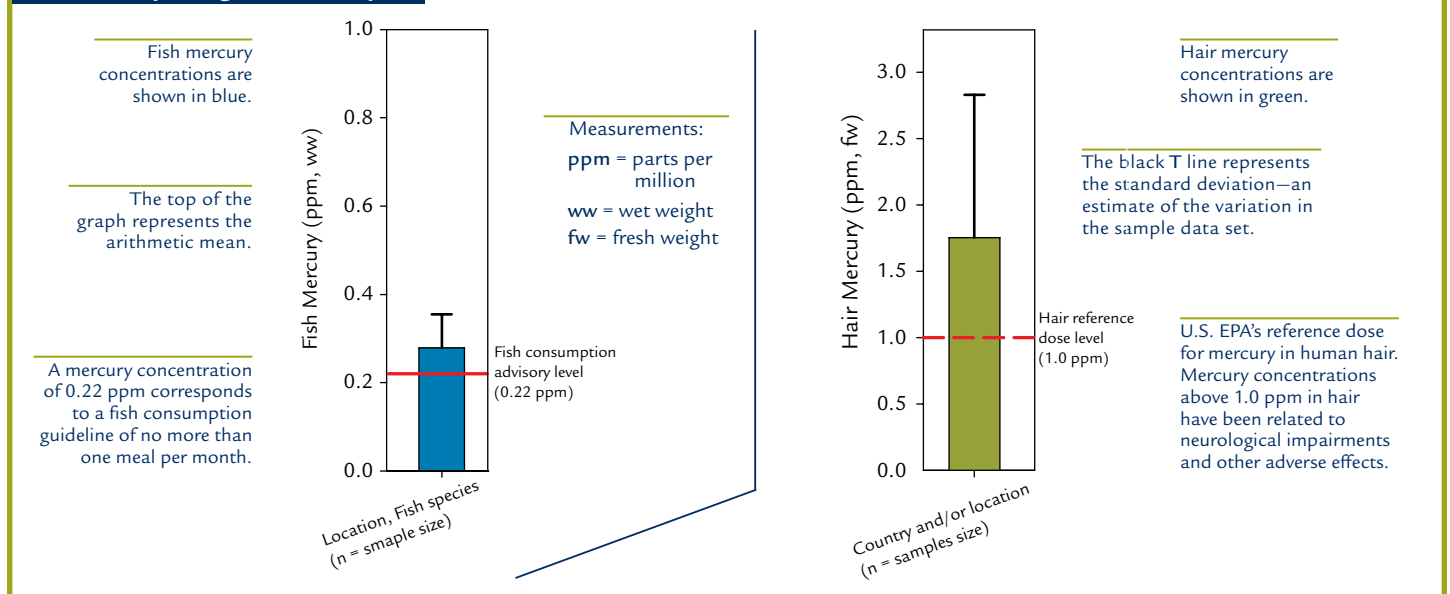 Fish mercury
concentrations are
shown in blue.
The top of the
graph represents the
arithmetic mean.
A mercury concentration
of 0.22 ppm corresponds
to a fish consumption
guideline of no more than
one meal per month.
Fish Mercury (ppm, ww)
1.0
0.8
0.6
0.4
0.2
0.0
Fish consumption
advisory level
(0.22 ppm)
Location, Fish species
(n = smaple size)
Measurements:
ppm = parts per
million
ww = wet weight
fw = fresh weight
Hair Mercury (ppm, fw)
3.0
2.5
2.0
1.5
1.0
0.5
0.0
Hair reference
dose level
(1.0 ppm)
Country and/or location
(n = samples size)
Hair mercury
concentrations are
shown in green.
The black T line represents
the standard deviation—an
estimate of the variation in
the sample data set.
U.S. EPA's reference dose
for mercury in human hair.
Mercury concentrations
above 1.0 ppm in hair
have been related to
neurological impairments
and other adverse effects.